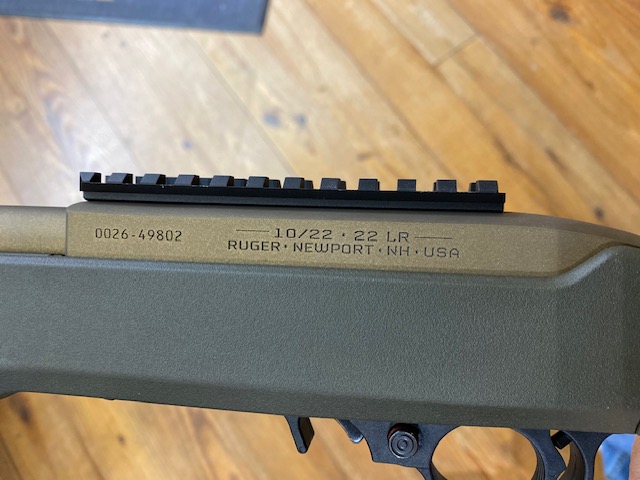 0026-49802
10/22 · 22 LR
RUGER · NEWPORT · NH · USA